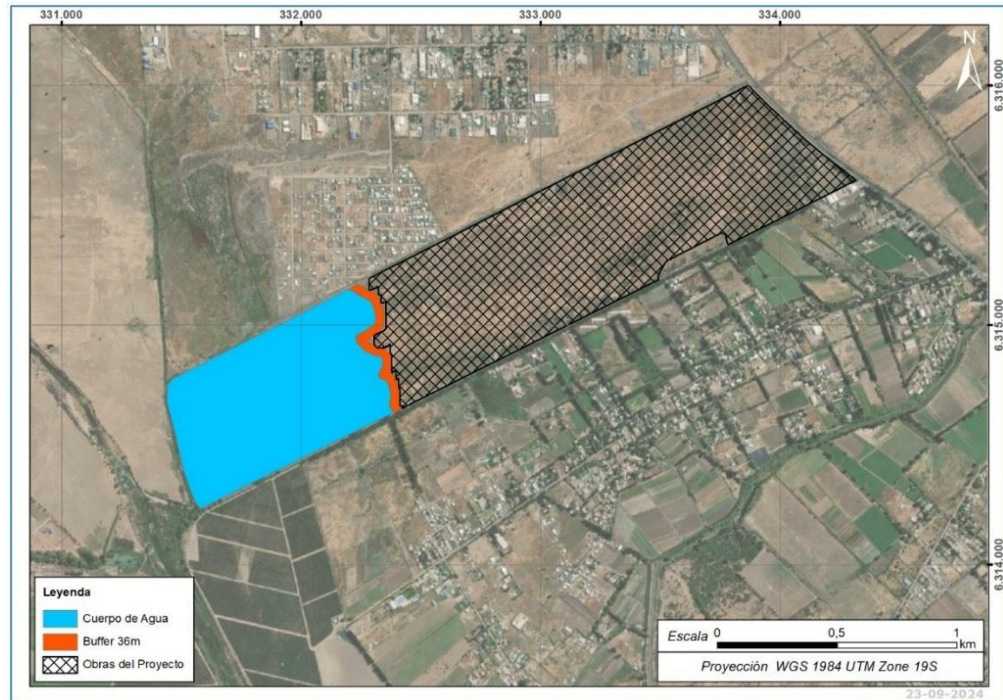 331.000 332.000 333.000 334.000
N
6.316.000
6.315.000
6.314.000
Leyenda
Cuerpo de Agua
Buffer 36m
Obras del Proyecto
Escala 0 0,5 1
km
Proyección WGS 1984 UTM Zone 19S
23-09-2024